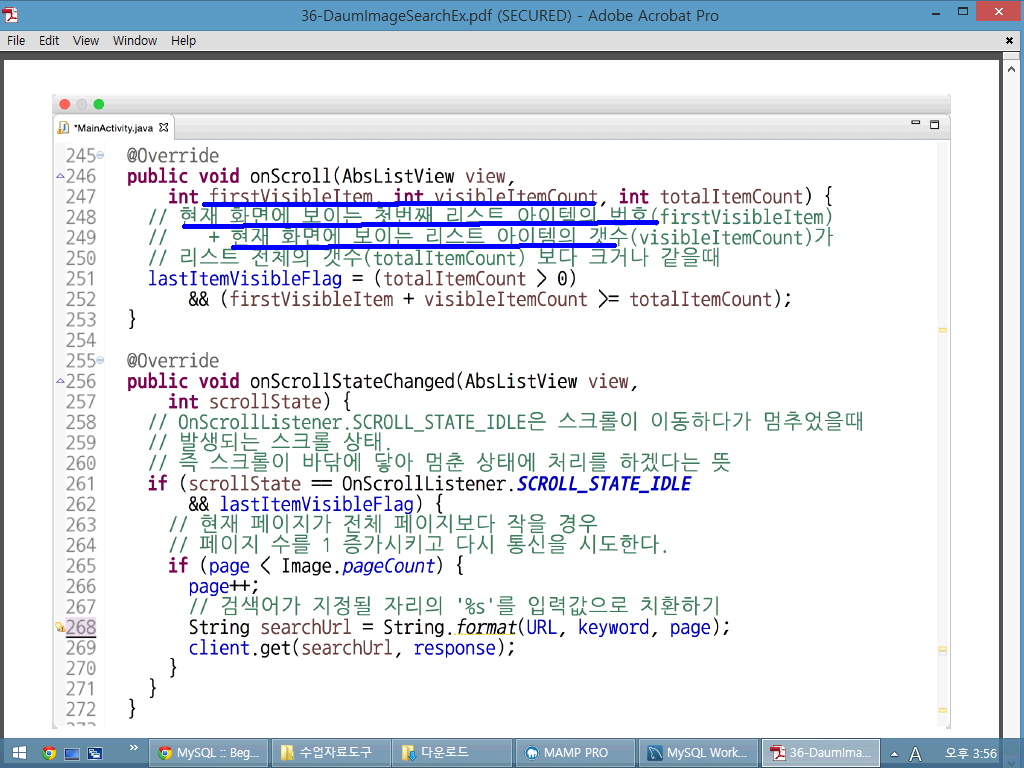 36-DaumImageSearchEx.pdf (SECURED) - Adobe Acrobat Pro
File Edit View Window Help
*MainActivity.java
245 @Override
246 public void onScroll(AbsListView view,
247 int firstVisibleItem, int visibleItemCount, int totalItemCount) {
248 // 현재 화면에 보이는 첫번째 리스트 아이템의 번호(firstVisibleItem)
249 // + 현재 화면에 보이는 리스트 아이템의 갯수(visibleItemCount)가
250 // 리스트 전체의 갯수(totalItemCount) 보다 크거나 같을때
251 lastItemVisibleFlag = (totalItemCount > 0)
252 && (firstVisibleItem + visibleItemCount >= totalItemCount);
253 }
254
255 @Override
256 public void onScrollStateChanged(AbsListView view,
257 int scrollState) {
258 // OnScrollListener.SCROLL_STATE_IDLE은 스크롤이 이동하다가 멈추었을때
259 // 발생되는 스크롤 상태.
260 // 즉 스크롤이 바닦에 닿아 멈춘 상태에 처리를 하겠다는 뜻
261 if (scrollState == OnScrollListener.SCROLL_STATE_IDLE
262 && lastItemVisibleFlag) {
263 // 현재 페이지가 전체 페이지보다 작을 경우
264 // 페이지 수를 1 증가시키고 다시 통신을 시도한다.
265 if (page < Image.pageCount) {
266 page++;
267 // 검색어가 지정될 자리의 '%s'를 입력값으로 치환하기
268 String searchUrl = String.format(URL, keyword, page);
269 client.get(searchUrl, response);
270 }
271 }
272 }
MySQL :: Beg... 수업자료도구 다운로드 MAMP PRO MySQL Work... 36-DaumIma... A 오후 3:56